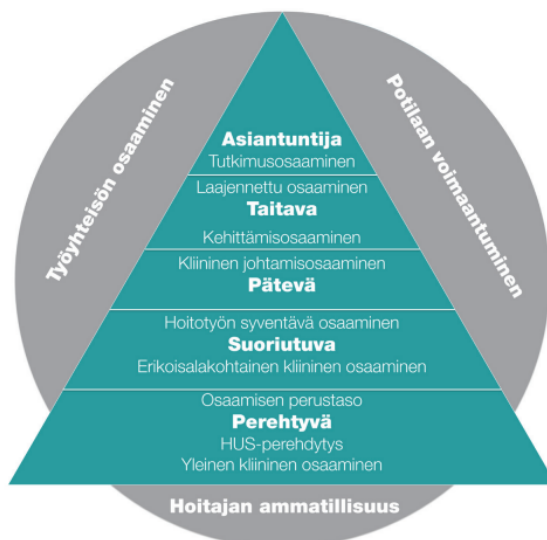 Työyhteisön osaaminen
Potilaan voimaantuminen
Asiantuntija
Tutkimusosaaminen
Laajennettu osaaminen
Taitava
Kehittämisosaaminen
Kliininen johtamisosaaminen
Pätevä
Hoitotyön syventävä osaaminen
Suoriutuva
Erikoisalakohtainen kliininen osaaminen
Osaamisen perustaso
Perehtyvä
HUS-perehdytys
Yleinen kliininen osaaminen
Hoitajan ammatillisuus